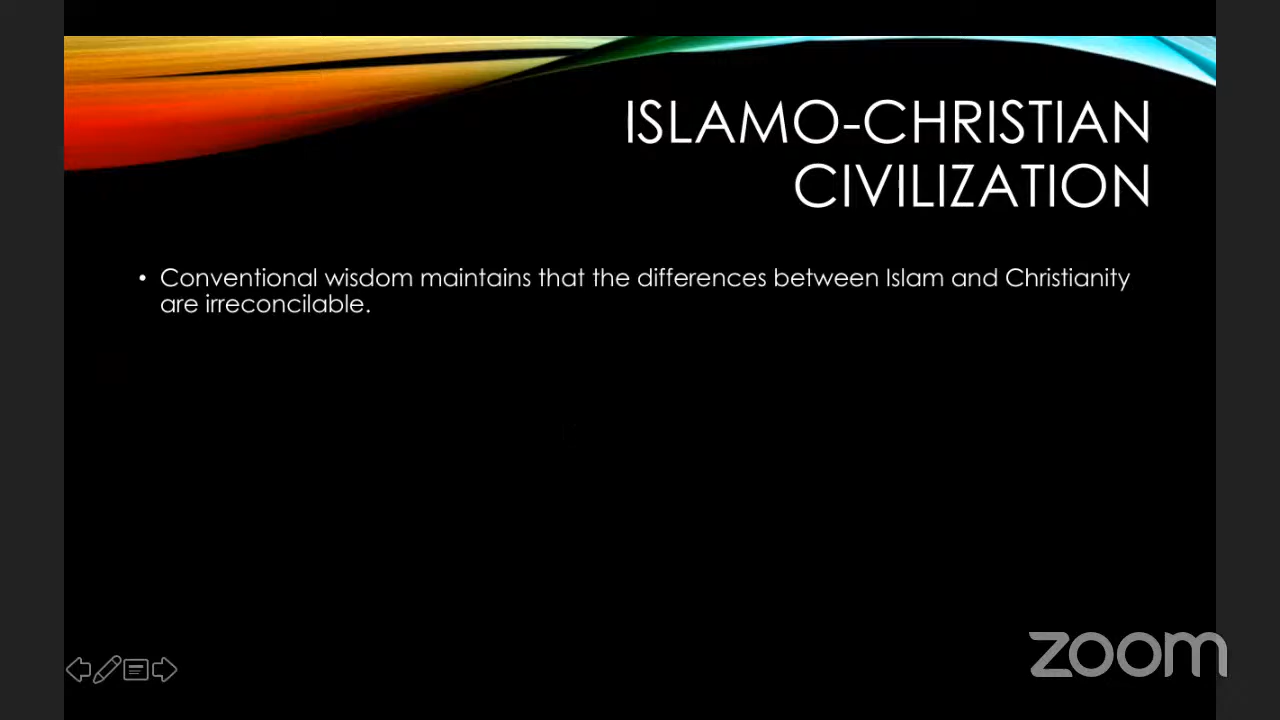 ISLAMO-CHRISTIAN
CIVILIZATION
• Conventional wisdom maintains that the differences between Islam and Christianity
are irreconcilable.
zoom